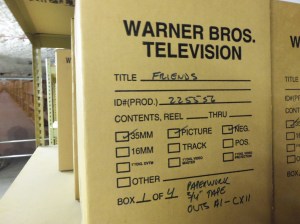 WARNER BROS.
TELEVISION
TITLE FRIENDS
ID#(PROD.) 225556
CONTENTS, REEL THRU
35MM PICTURE NEG.
16MM TRACK POS.
OTHER PAPERWORK
3/4" TAPE
BOX 1 OF 4 OUTS A1-CX11